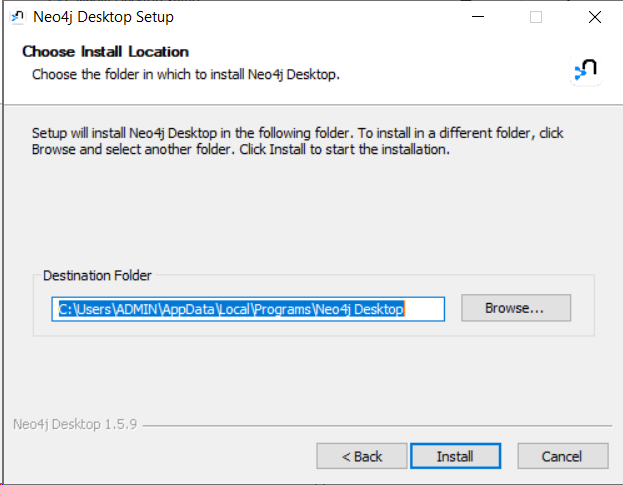 Neo4j Desktop Setup
Choose Install Location
Choose the folder in which to install Neo4j Desktop.
Setup will install Neo4j Desktop in the following folder. To install in a different folder, click
Browse and select another folder. Click Install to start the installation.
Destination Folder
C:\Users\ADMIN\AppData\Local\Programs\Neo4j Desktop
Browse...
Neo4j Desktop 1.5.9
< Back
Install
Cancel